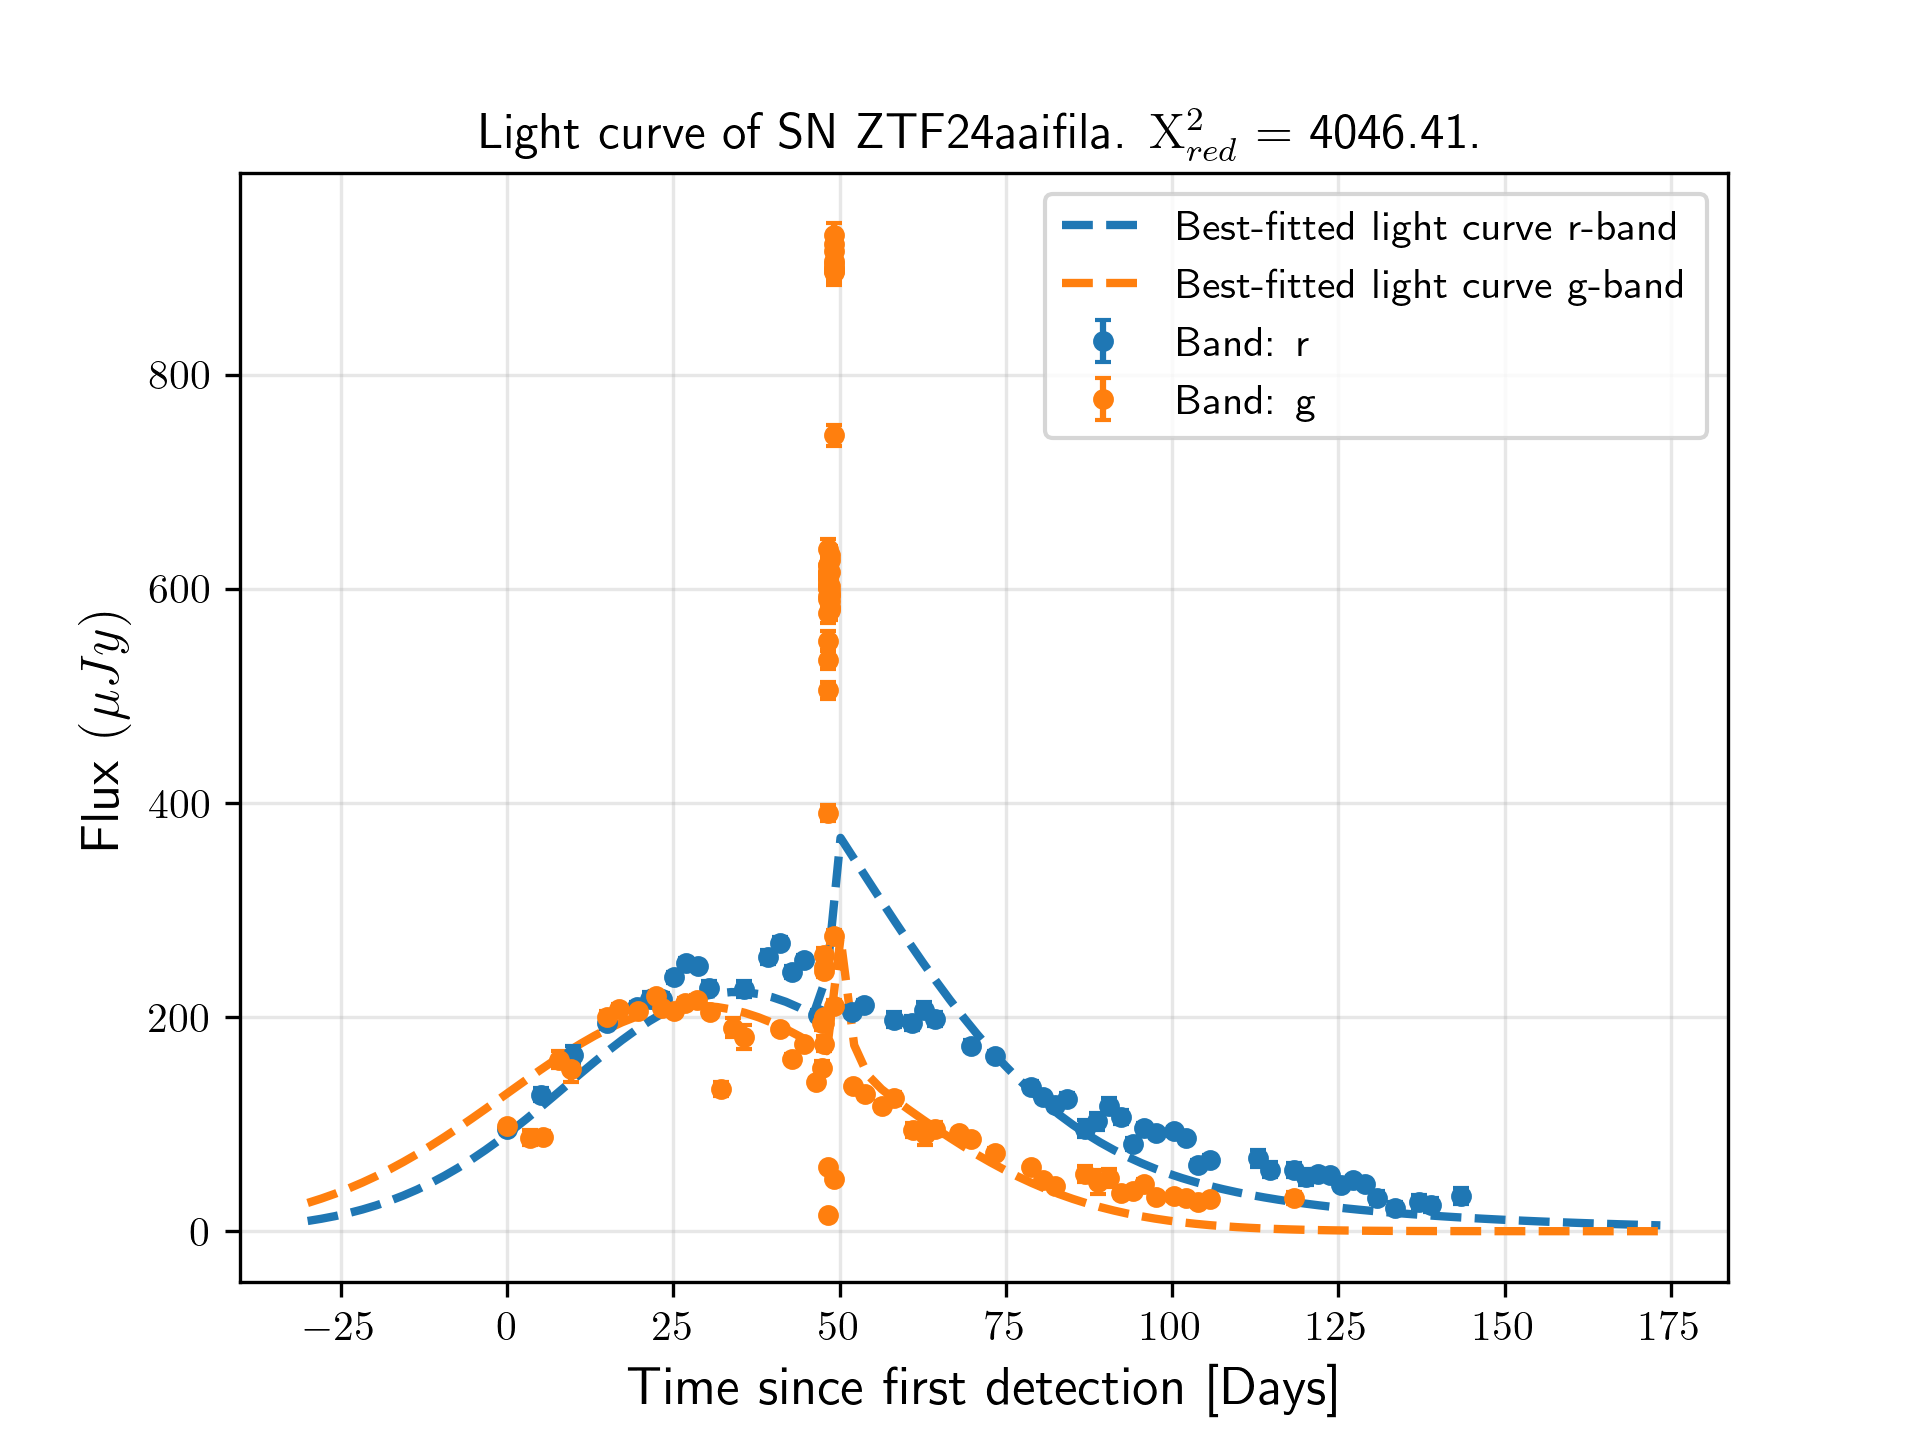 Light curve of SN ZTF24aaifila. X²_red = 4046.41.
Best-fitted light curve r-band
Best-fitted light curve g-band
Band: r
Band: g
Flux (μJy)
800
600
400
200
0
−25 0 25 50 75 100 125 150 175
Time since first detection [Days]